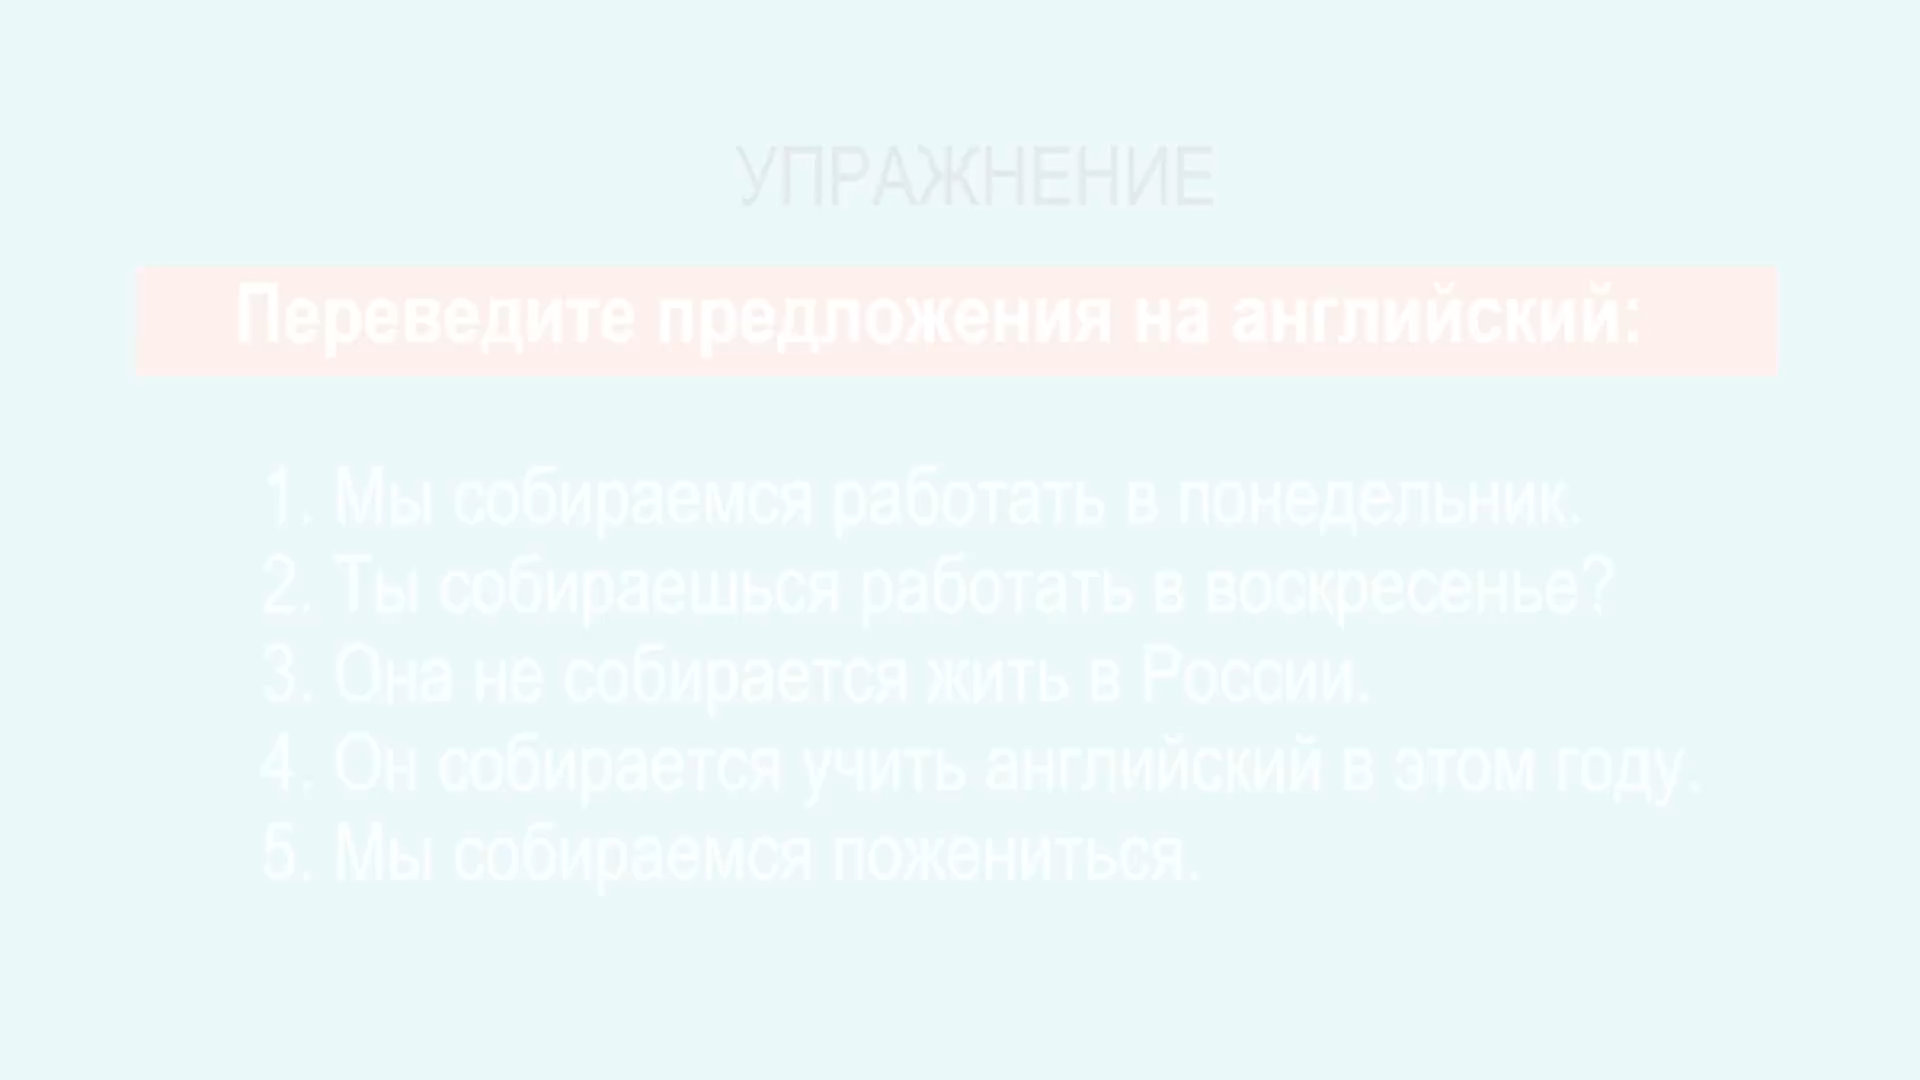 УПРАЖНЕНИЕ
Переведите предложения на английский:
1. Мы собираемся работать в понедельник.
2. Ты собираешься работать в воскресенье?
3. Она не собирается жить в России.
4. Он собирается учить английский в этом году.
5. Мы собираемся пожениться.